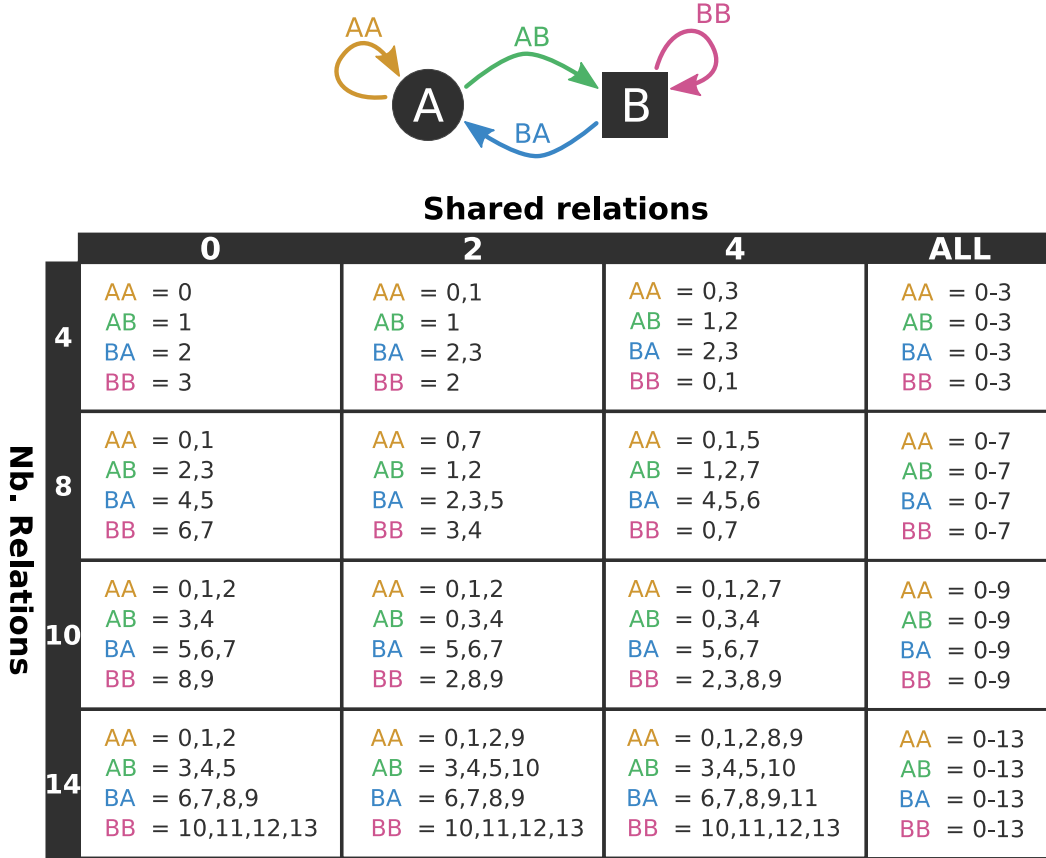 BB
AA
AB
A
B
BA
Shared relations
0 2 4 ALL
Nb. Relations
4
AA = 0
AB = 1
BA = 2
BB = 3
AA = 0,1
AB = 1
BA = 2,3
BB = 2
AA = 0,3
AB = 1,2
BA = 2,3
BB = 0,1
AA = 0-3
AB = 0-3
BA = 0-3
BB = 0-3
8
AA = 0,1
AB = 2,3
BA = 4,5
BB = 6,7
AA = 0,7
AB = 1,2
BA = 2,3,5
BB = 3,4
AA = 0,1,5
AB = 1,2,7
BA = 4,5,6
BB = 0,7
AA = 0-7
AB = 0-7
BA = 0-7
BB = 0-7
10
AA = 0,1,2
AB = 3,4
BA = 5,6,7
BB = 8,9
AA = 0,1,2
AB = 0,3,4
BA = 5,6,7
BB = 2,8,9
AA = 0,1,2,7
AB = 0,3,4
BA = 5,6,7
BB = 2,3,8,9
AA = 0-9
AB = 0-9
BA = 0-9
BB = 0-9
14
AA = 0,1,2
AB = 3,4,5
BA = 6,7,8,9
BB = 10,11,12,13
AA = 0,1,2,9
AB = 3,4,5,10
BA = 6,7,8,9
BB = 10,11,12,13
AA = 0,1,2,8,9
AB = 3,4,5,10
BA = 6,7,8,9,11
BB = 10,11,12,13
AA = 0-13
AB = 0-13
BA = 0-13
BB = 0-13